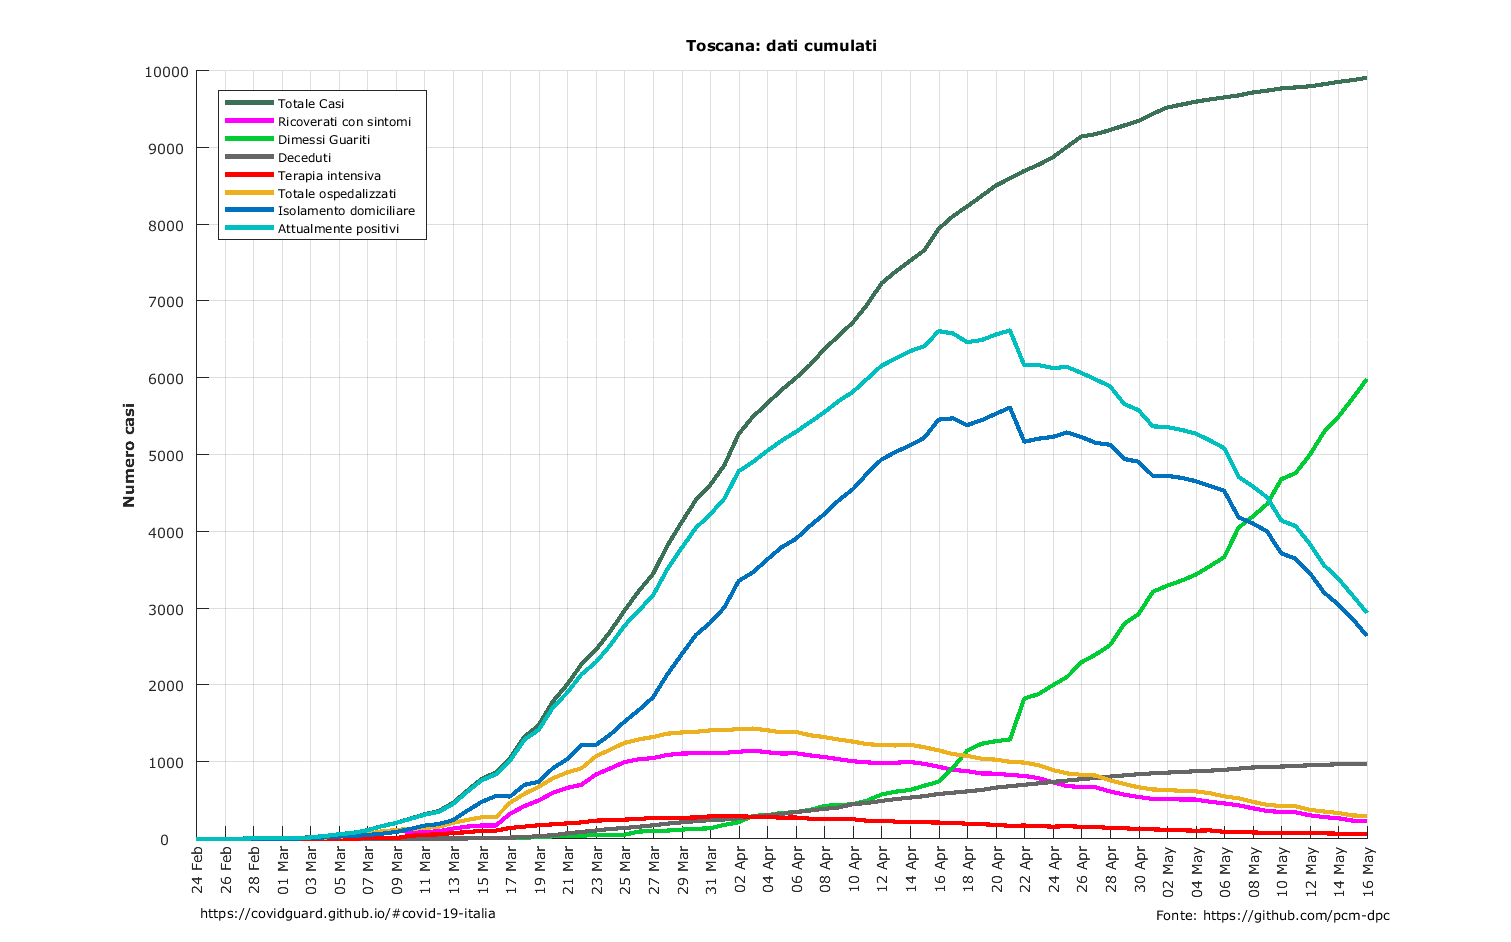 Toscana: dati cumulati
Numero casi
10000
9000
8000
7000
6000
5000
4000
3000
2000
1000
0
Totale Casi
Ricoverati con sintomi
Dimessi Guariti
Deceduti
Terapia intensiva
Totale ospedalizzati
Isolamento domiciliare
Attualmente positivi
24 Feb
26 Feb
28 Feb
01 Mar
03 Mar
05 Mar
07 Mar
09 Mar
11 Mar
13 Mar
15 Mar
17 Mar
19 Mar
21 Mar
23 Mar
25 Mar
27 Mar
29 Mar
31 Mar
02 Apr
04 Apr
06 Apr
08 Apr
10 Apr
12 Apr
14 Apr
16 Apr
18 Apr
20 Apr
22 Apr
24 Apr
26 Apr
28 Apr
30 Apr
02 May
04 May
06 May
08 May
10 May
12 May
14 May
16 May
https://covidguard.github.io/#covid-19-italia
Fonte: https://github.com/pcm-dpc